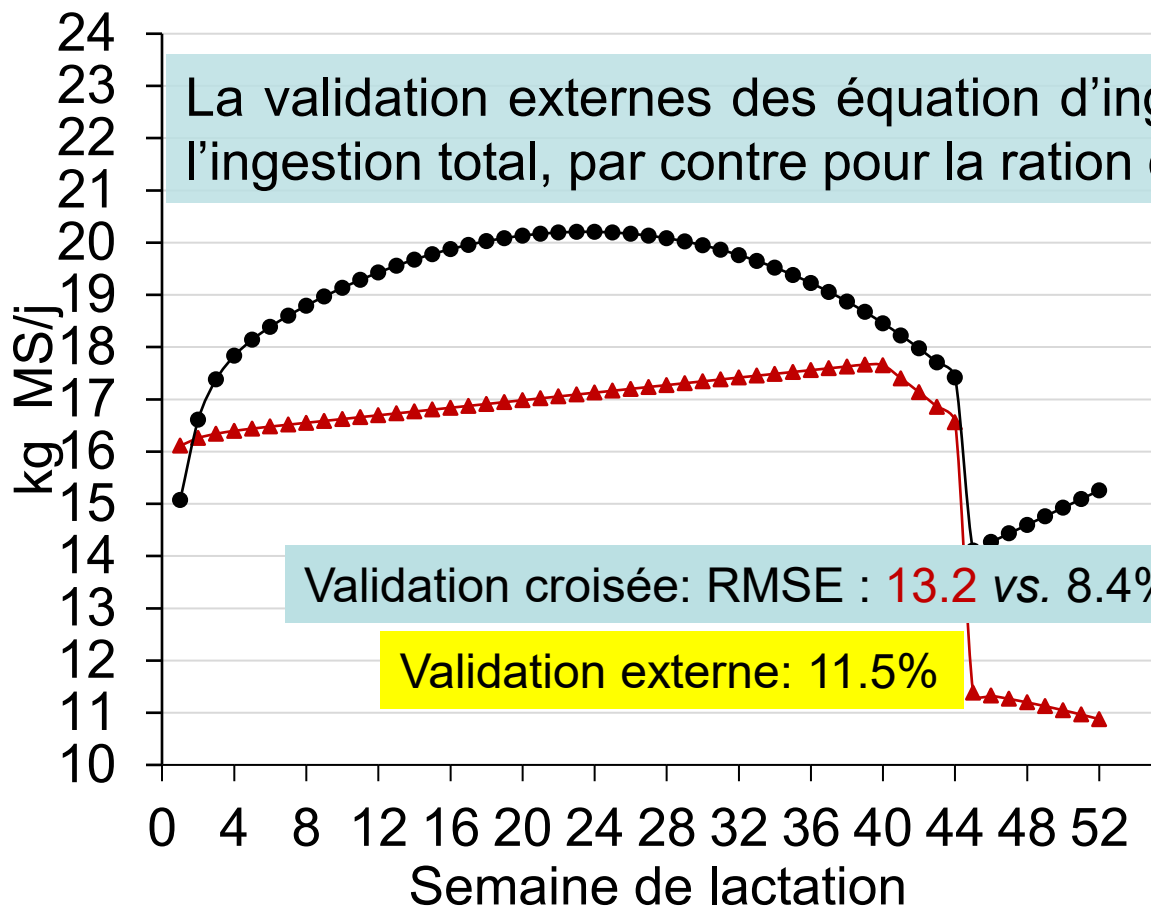 24
23
22
21
20
19
18
17
16
15
14
13
12
11
10
kg MS/j
La validation externes des équation d'ing
l'ingestion total, par contre pour la ration
Validation croisée: RMSE : 13.2 vs. 8.4%
Validation externe: 11.5%
0 4 8 12 16 20 24 28 32 36 40 44 48 52
Semaine de lactation